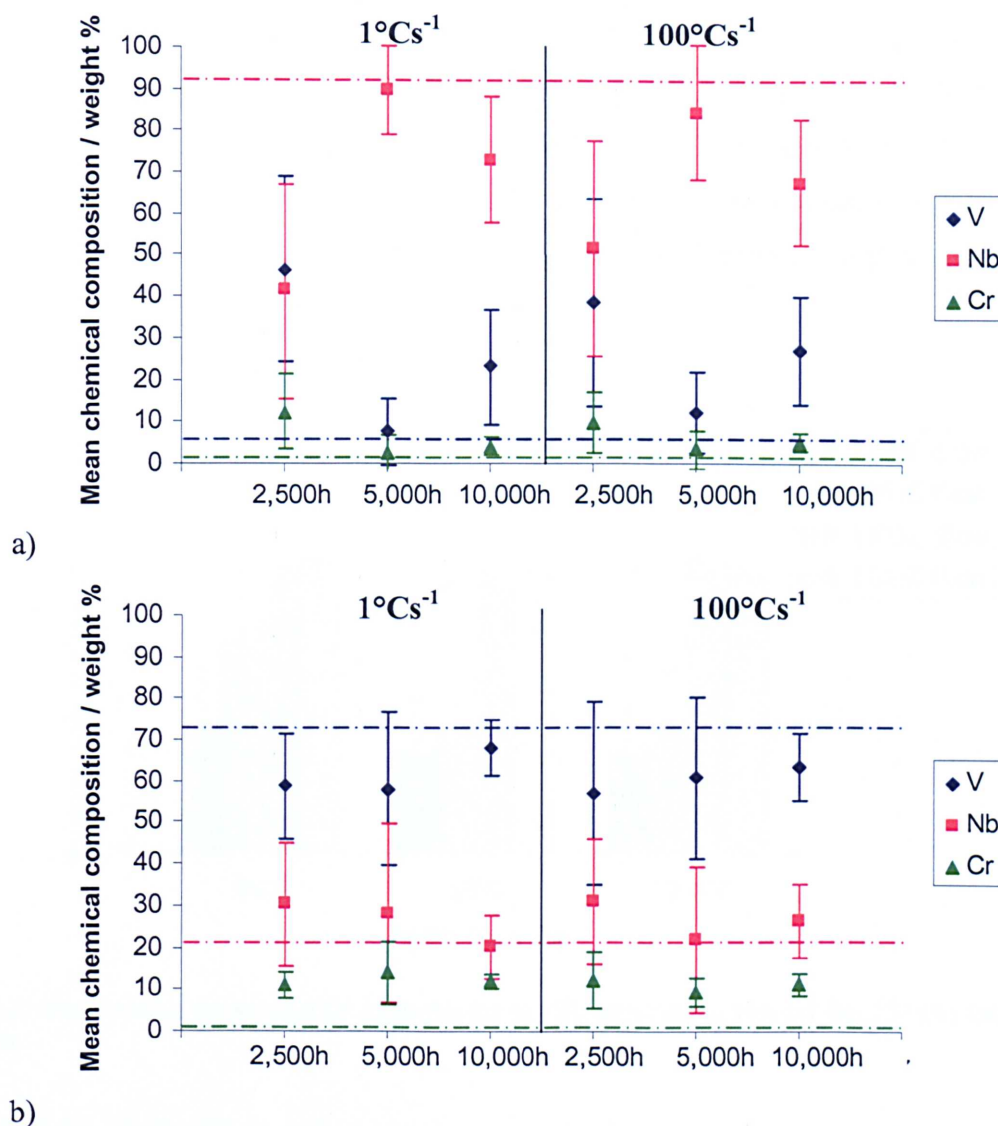 1°Cs⁻¹ 100°Cs⁻¹
Mean chemical composition / weight %
100
90
80
70
60
50
40
30
20
10
0
2,500h 5,000h 10,000h 2,500h 5,000h 10,000h
V
Nb
Cr
a)
1°Cs⁻¹ 100°Cs⁻¹
Mean chemical composition / weight %
100
90
80
70
60
50
40
30
20
10
0
2,500h 5,000h 10,000h 2,500h 5,000h 10,000h
V
Nb
Cr
b)